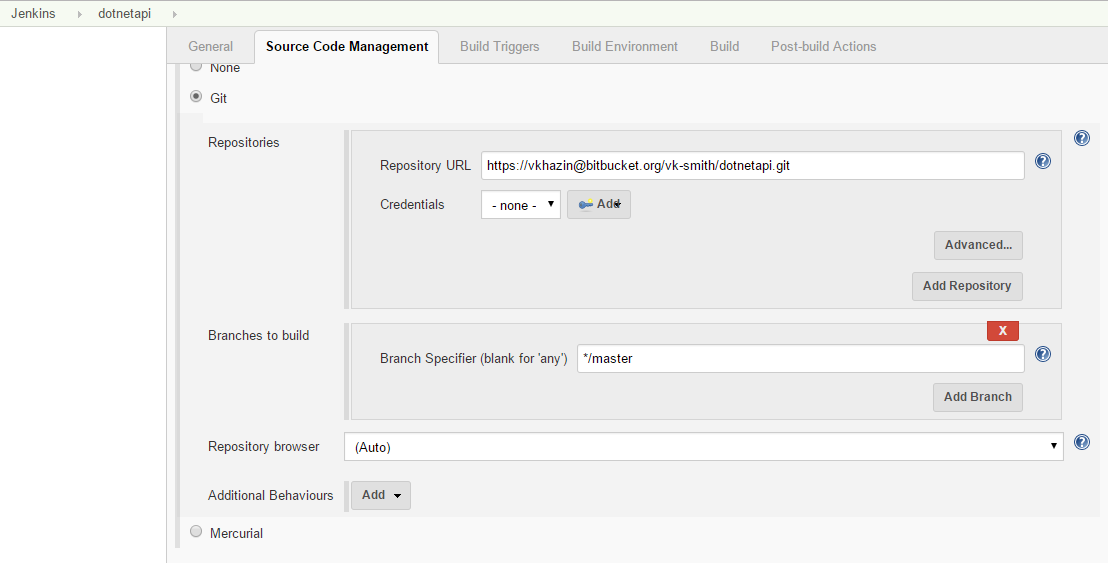 Jenkins dotnetapi
General Source Code Management Build Triggers Build Environment Build Post-build Actions
None
Git
Repositories
Repository URL https://vkhazin@bitbucket.org/vk-smith/dotnetapi.git
Credentials - none - Add
Advanced...
Add Repository
Branches to build
X
Branch Specifier (blank for 'any') */master
Add Branch
Repository browser (Auto)
Additional Behaviours Add
Mercurial